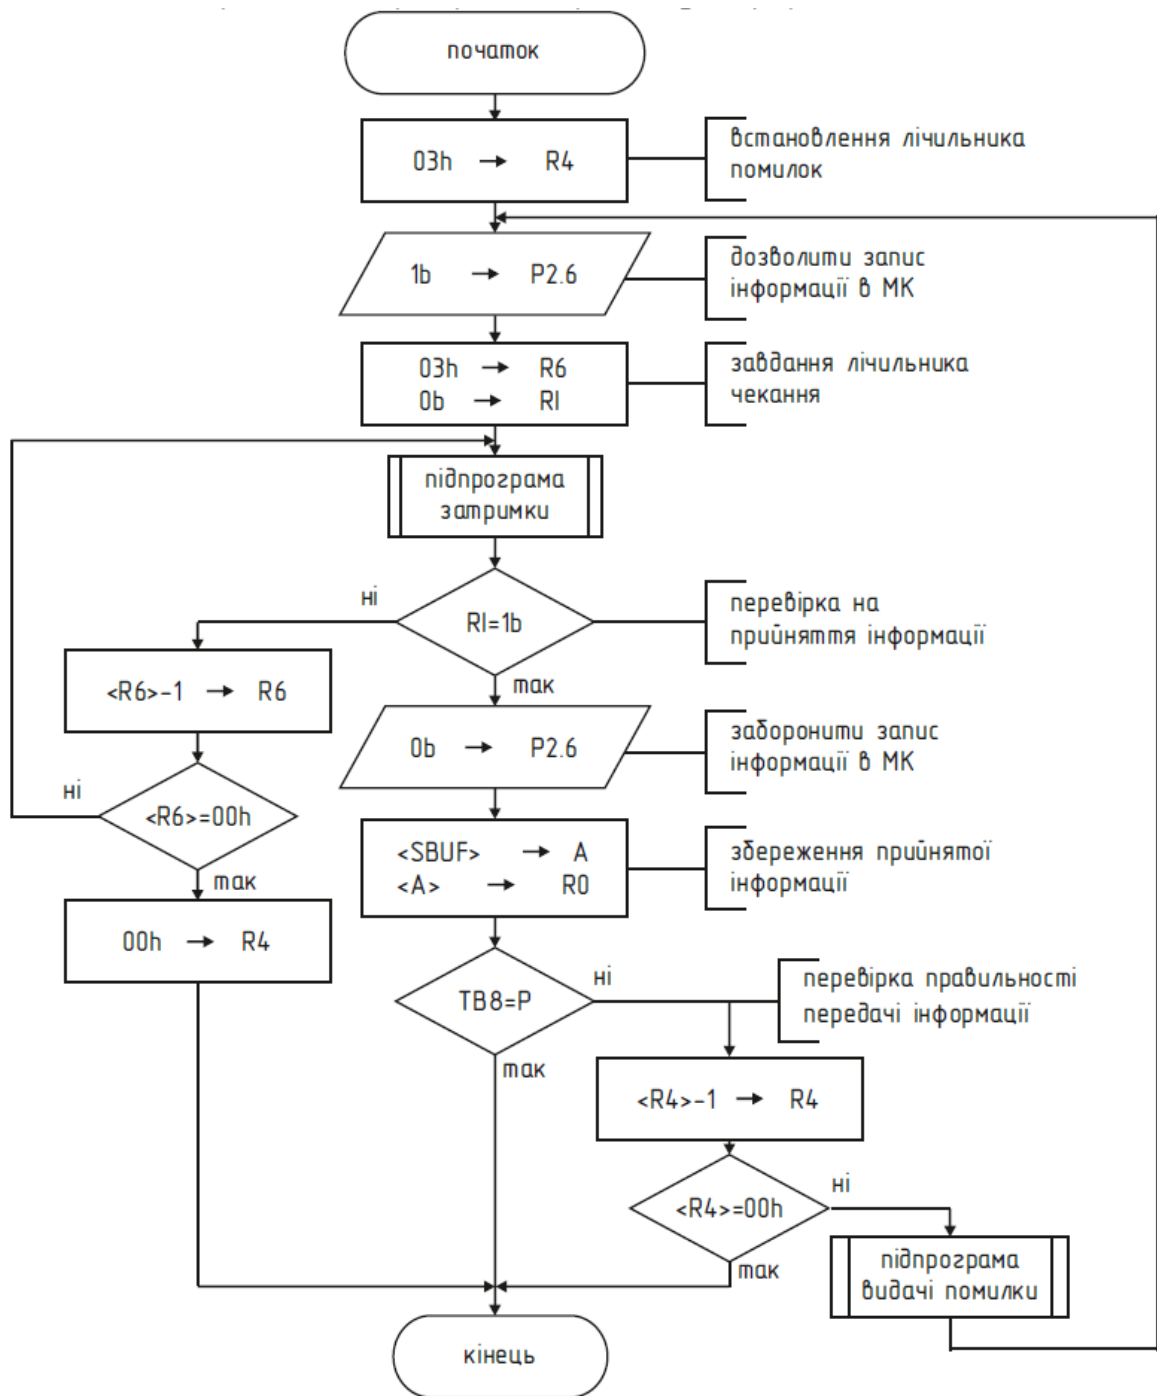 початок
03h → R4
встановлення лічильника
помилок
1b → P2.6
дозволити запис
інформації в МК
03h → R6
0b → RI
завдання лічильника
чекання
підпрограма
затримки
ні
RI=1b
перевірка на
прийняття інформації
так
<R6>-1 → R6
0b → P2.6
заборонити запис
інформації в МК
ні
<R6>=00h
так
<SBUF> → A
<A> → R0
збереження прийнятої
інформації
00h → R4
TB8=P
ні
перевірка правильності
передачі інформації
так
<R4>-1 → R4
<R4>=00h
ні
так
підпрограма
видачі помилки
кінець